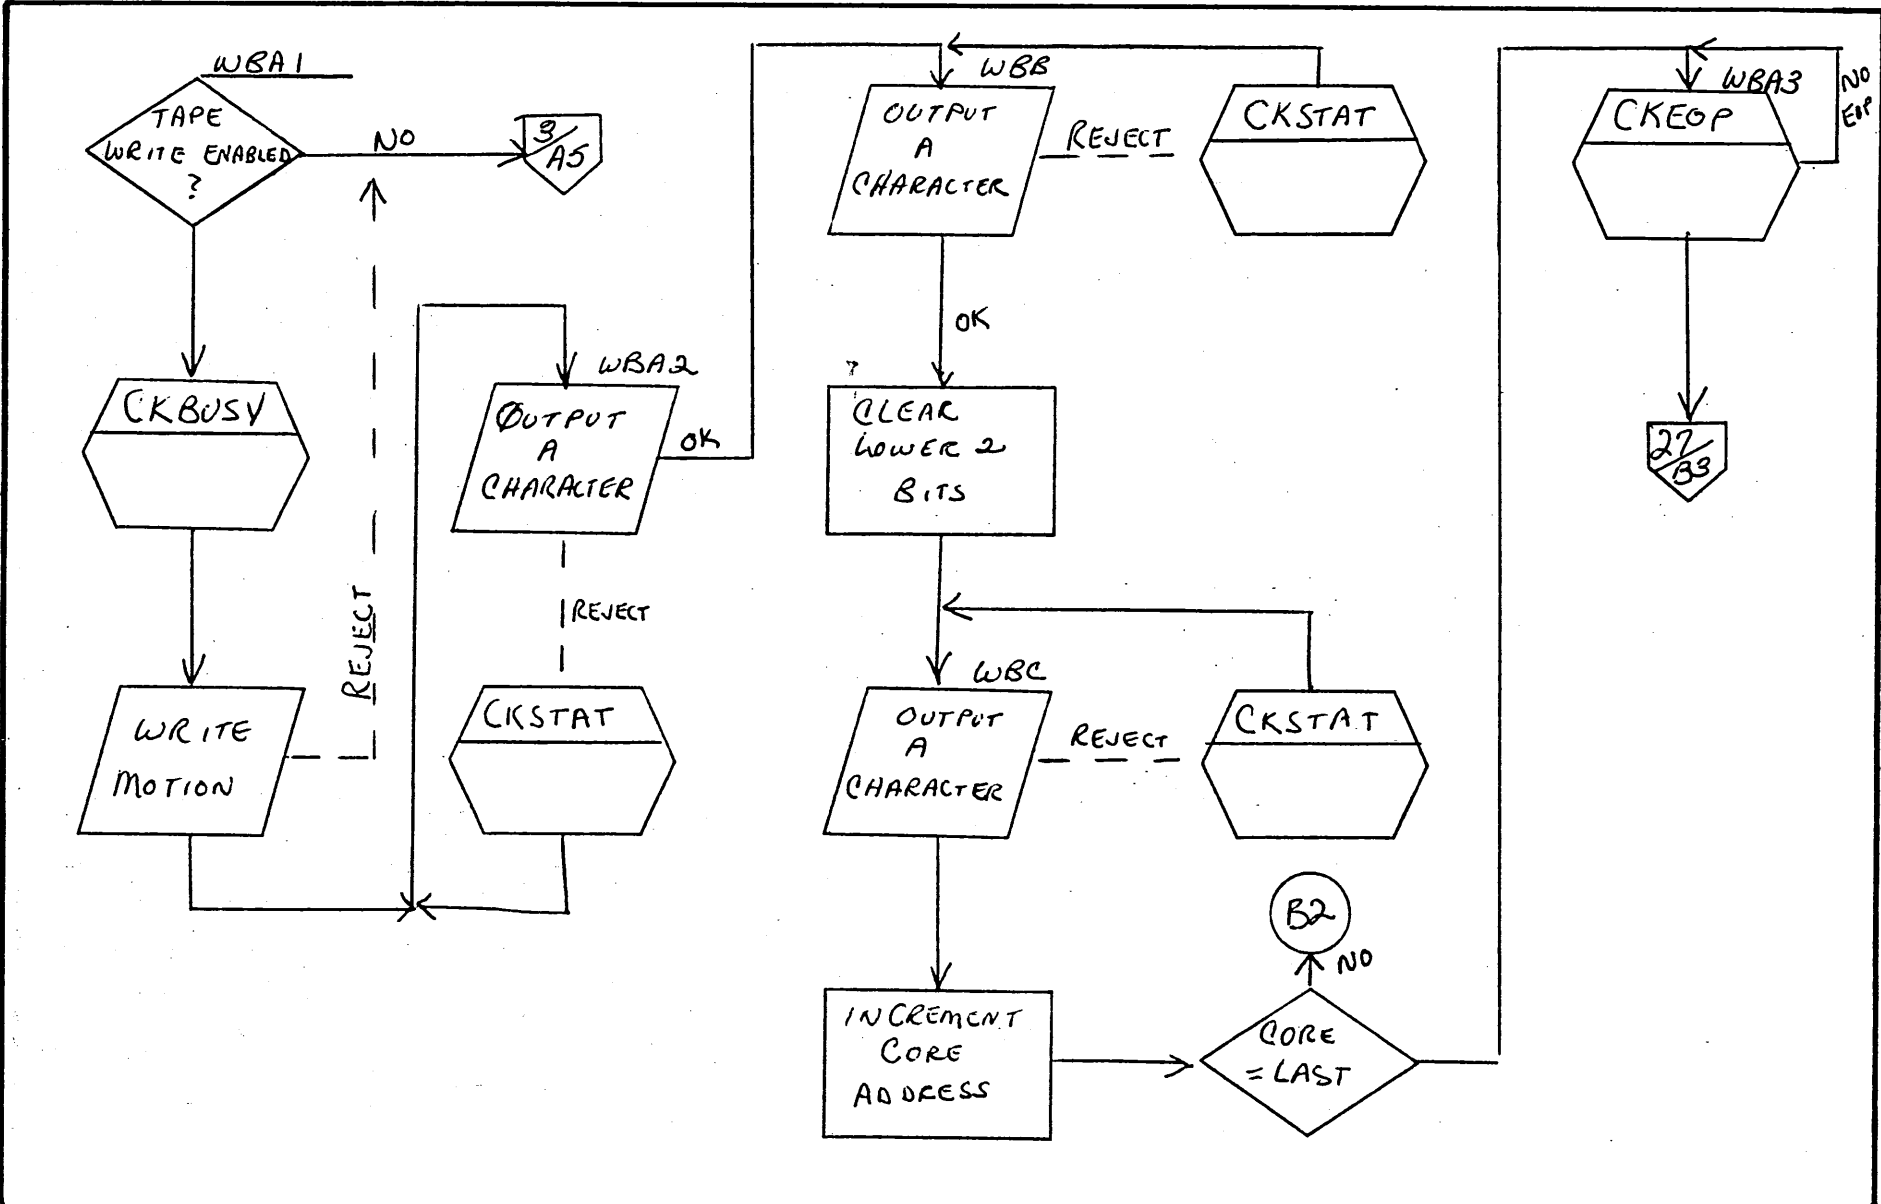 WBA1
TAPE
WRITE ENABLED
?
NO
3/A5
CKBUSY
WRITE
MOTION
REJECT
WBA2
OUTPUT
A
CHARACTER
OK
REJECT
CKSTAT
WBB
OUTPUT
A
CHARACTER
REJECT
CKSTAT
OK
CLEAR
LOWER 2
BITS
WBC
OUTPUT
A
CHARACTER
REJECT
CKSTAT
INCREMENT
CORE
ADDRESS
CORE
= LAST
NO
B2
WBA3
CKEOP
NO
EOP
27/B3